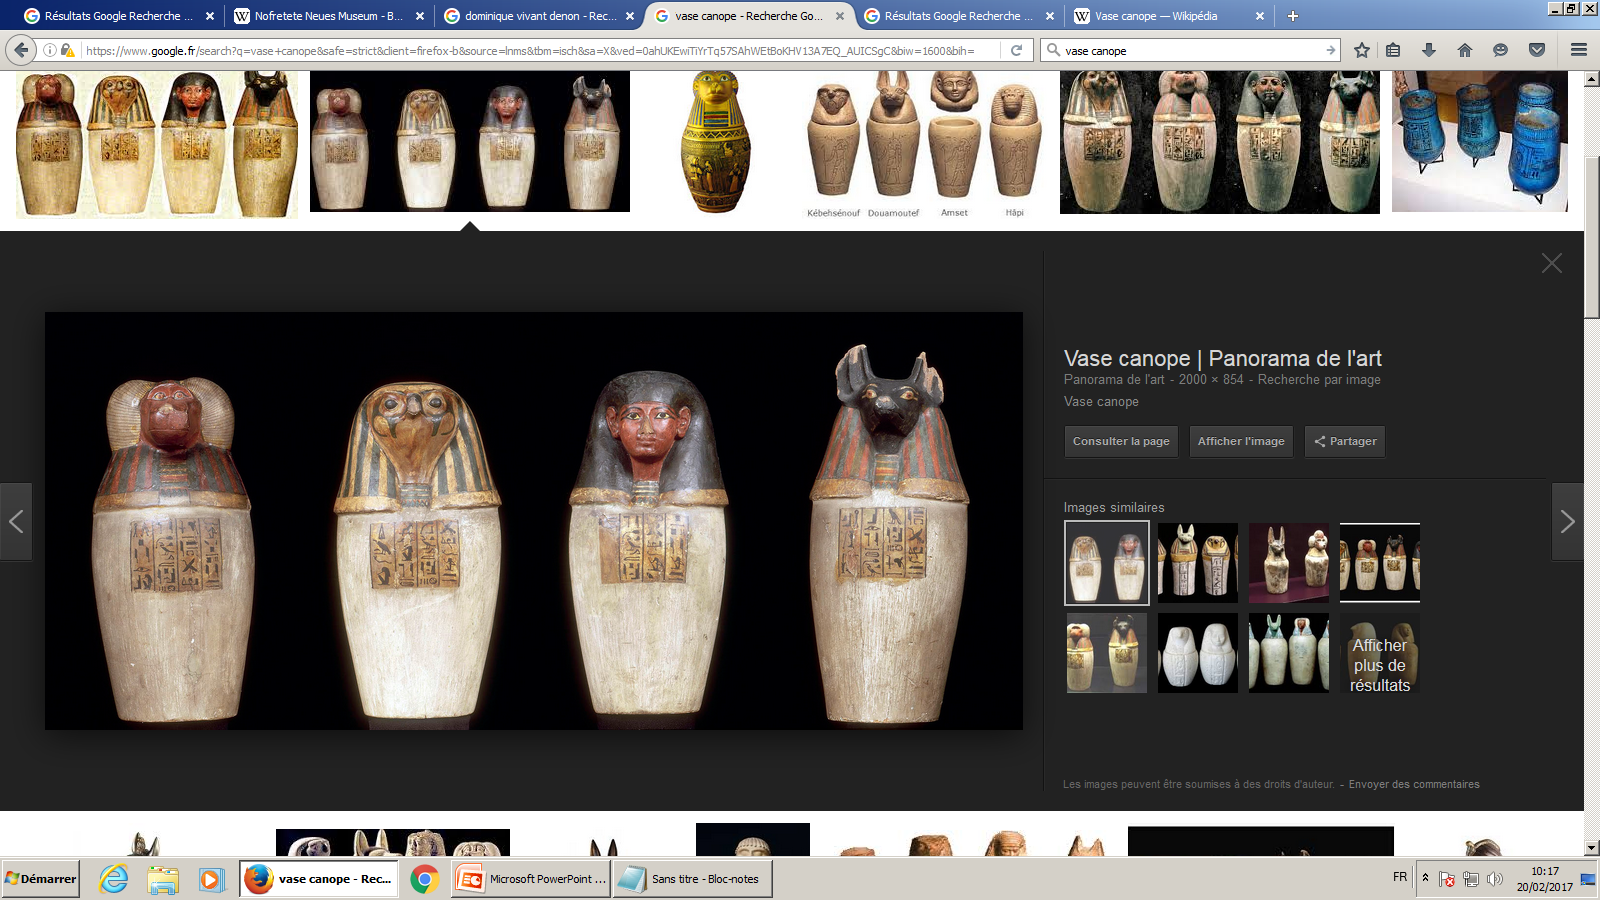 Résultats Google Recherche ...
Nofretete Neues Museum - B...
dominique vivant denon - Rec...
vase canope - Recherche Go...
Résultats Google Recherche ...
Vase canope — Wikipédia
https://www.google.fr/search?q=vase+canope&safe=strict&client=firefox-b&source=lnms&tbm=isch&sa=X&ved=0ahUKEwiTiYrTq57SAhWEtBoKHV13A7EQ_AUICSgC&biw=1600&bih=
vase canope
Kébehsénouf Douamoutef Amset Hâpi
Vase canope | Panorama de l'art
Panorama de l'art - 2000 × 854 - Recherche par image
Vase canope
Consulter la page
Afficher l'image
Partager
Images similaires
Afficher
plus de
résultats
Les images peuvent être soumises à des droits d'auteur. - Envoyer des commentaires
Démarrer
vase canope - Rec...
Microsoft PowerPoint ...
Sans titre - Bloc-notes
FR
10:17
20/02/2017